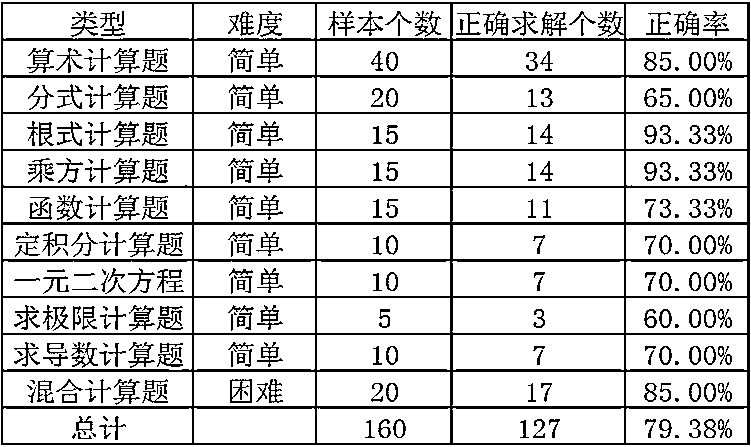 类型 难度 样本个数 正确求解个数 正确率
算术计算题 简单 40 34 85.00%
分式计算题 简单 20 13 65.00%
根式计算题 简单 15 14 93.33%
乘方计算题 简单 15 14 93.33%
函数计算题 简单 15 11 73.33%
定积分计算题 简单 10 7 70.00%
一元二次方程 简单 10 7 70.00%
求极限计算题 简单 5 3 60.00%
求导数计算题 简单 10 7 70.00%
混合计算题 困难 20 17 85.00%
总计 160 127 79.38%